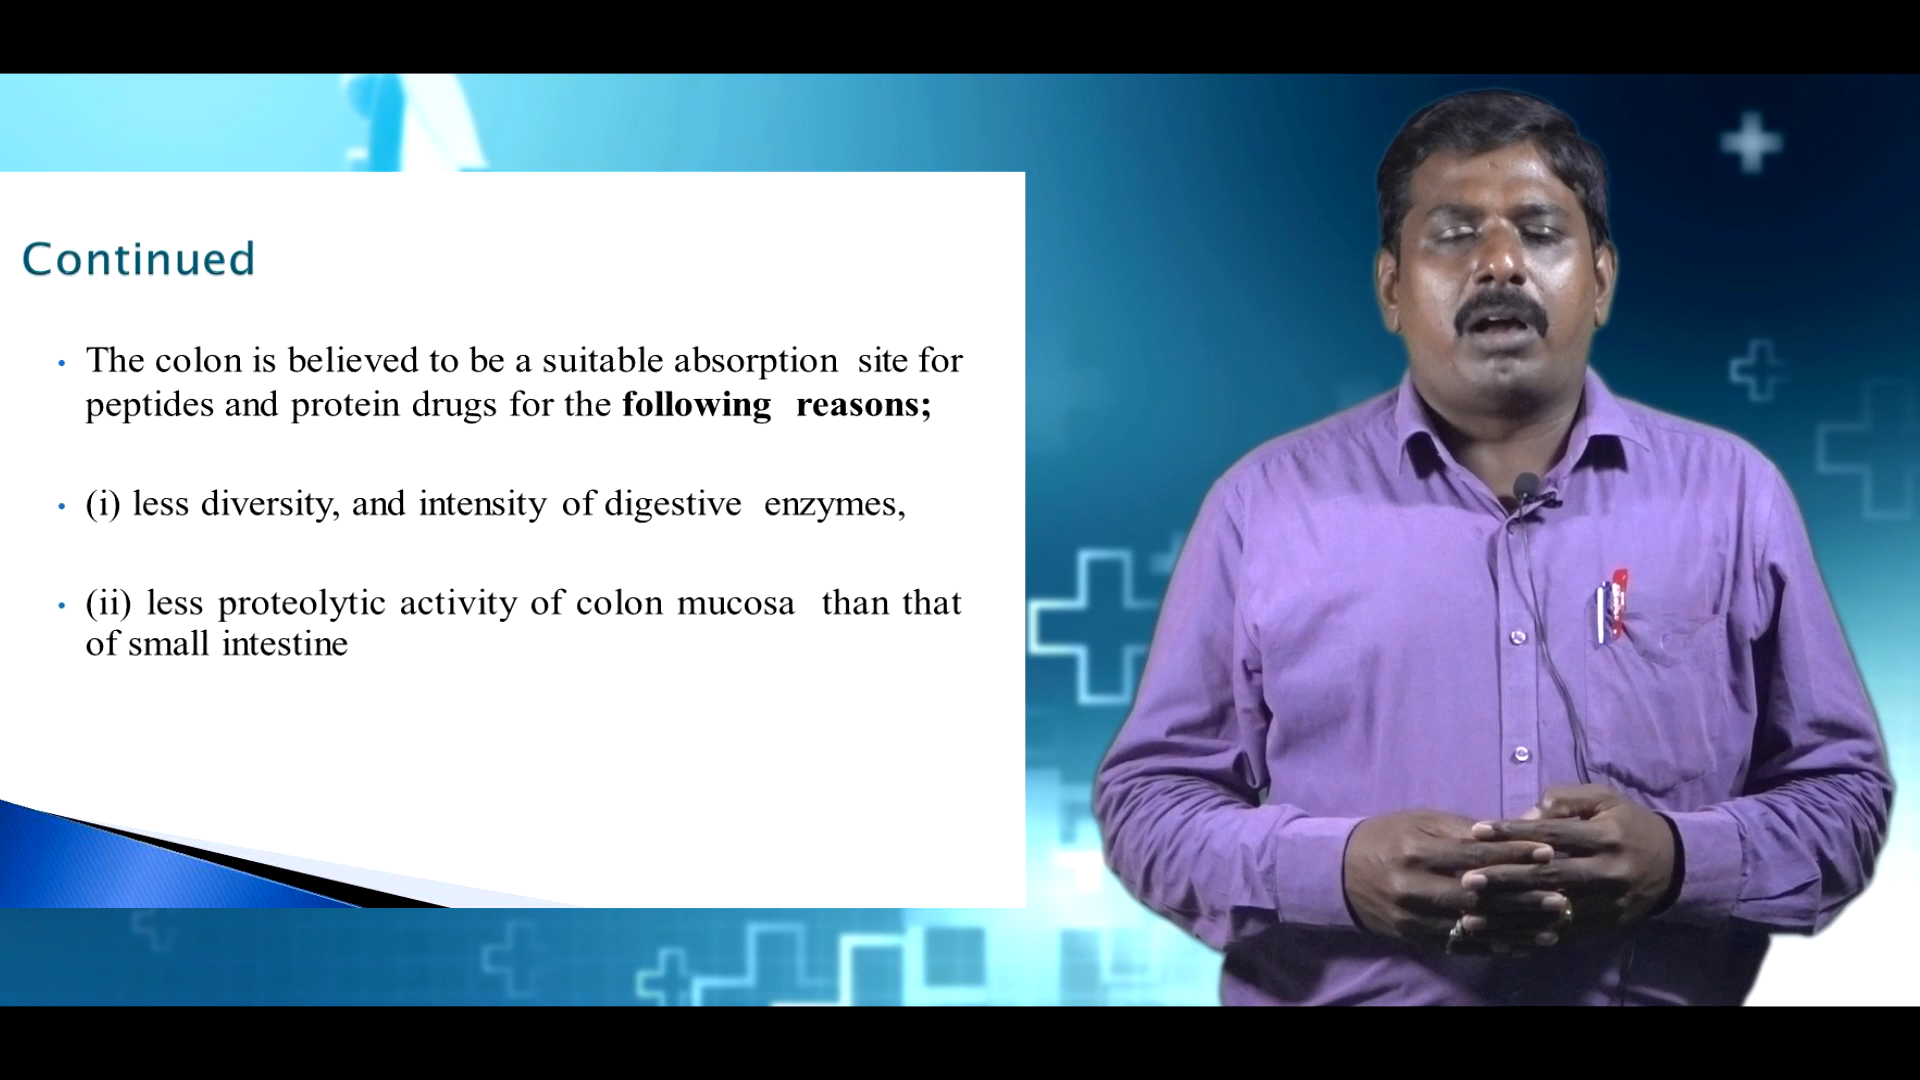 Continued
• The colon is believed to be a suitable absorption site for
peptides and protein drugs for the following reasons;
• (i) less diversity, and intensity of digestive enzymes,
• (ii) less proteolytic activity of colon mucosa than that
of small intestine